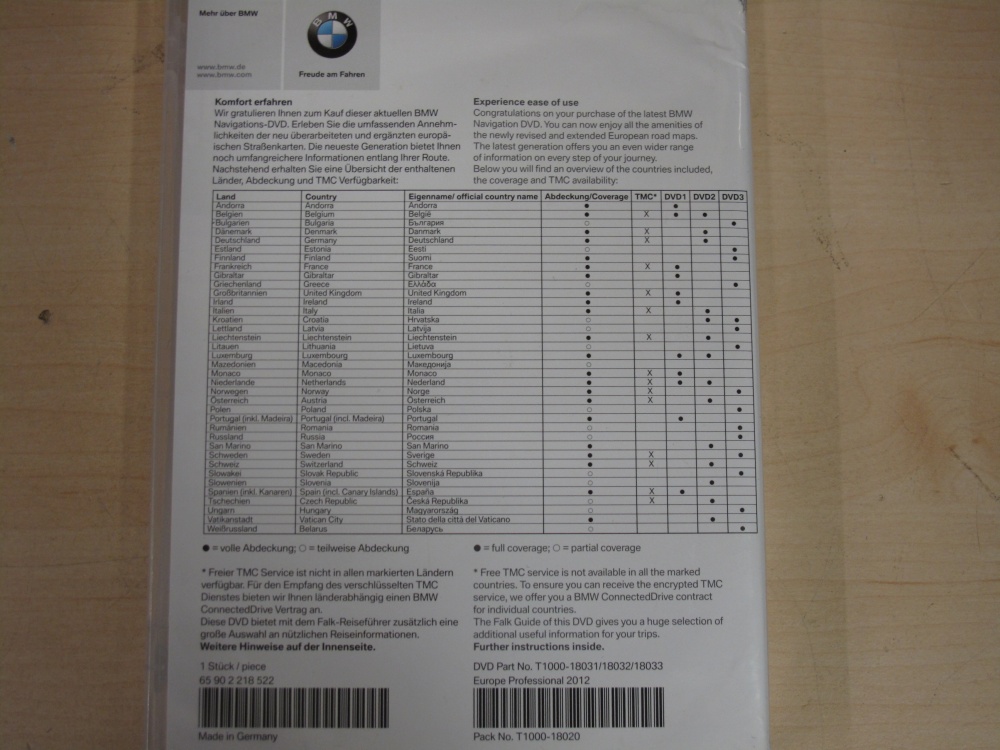 Mehr über BMW
BMW
www.bmw.de
www.bmw.com
Freude am Fahren
Komfort erfahren
Wir gratulieren Ihnen zum Kauf dieser aktuellen BMW
Navigations-DVD. Erleben Sie die umfassenden Annehm-
lichkeiten der neu überarbeiteten und ergänzten europä-
ischen Straßenkarten. Die neueste Generation bietet Ihnen
noch umfangreichere Informationen entlang Ihrer Route.
Nachstehend erhalten Sie eine Übersicht der enthaltenen
Länder, Abdeckung und TMC Verfügbarkeit:
Experience ease of use
Congratulations on your purchase of the latest BMW
Navigation DVD. You can now enjoy all the amenities of
the newly revised and extended European road maps.
The latest generation offers you an even wider range
of information on every step of your journey.
Below you will find an overview of the countries included,
the coverage and TMC availability:
Land Country Eigenname/ official country name Abdeckung/Coverage TMC* DVD1 DVD2 DVD3
Andorra Andorra Andorra ● ●
Belgien Belgium België ● X ● ●
Bulgarien Bulgaria България ○ ●
Dänemark Denmark Danmark ● X ●
Deutschland Germany Deutschland ● X ●
Estland Estonia Eesti ○ ●
Finnland Finland Suomi ● ●
Frankreich France France ● X ●
Gibraltar Gibraltar Gibraltar ● ●
Griechenland Greece Ελλάδα ○ ●
Großbritannien United Kingdom United Kingdom ● X ●
Irland Ireland Ireland ● ●
Italien Italy Italia ● X ●
Kroatien Croatia Hrvatska ○ ● ●
Lettland Latvia Latvija ○ ●
Liechtenstein Liechtenstein Liechtenstein ● X ●
Litauen Lithuania Lietuva ○ ●
Luxemburg Luxembourg Luxembourg ● ● ●
Mazedonien Macedonia Македонија ○
Monaco Monaco Monaco ● X ●
Niederlande Netherlands Nederland ● X ● ●
Norwegen Norway Norge ● X ●
Österreich Austria Österreich ● X ●
Polen Poland Polska ○ ●
Portugal (inkl. Madeira) Portugal (incl. Madeira) Portugal ● ●
Rumänien Romania Romania ○ ●
Russland Russia Россия ○ ●
San Marino San Marino San Marino ● ●
Schweden Sweden Sverige ● X ●
Schweiz Switzerland Schweiz ● X ●
Slowakei Slovak Republic Slovenská Republika ○ ●
Slowenien Slovenia Slovenija ○ ●
Spanien (inkl. Kanaren) Spain (incl. Canary Islands) España ● X ●
Tschechien Czech Republic Česká Republika ○ X ●
Ungarn Hungary Magyarország ○ ●
Vatikanstadt Vatican City Stato della città del Vaticano ● ●
Weißrussland Belarus Беларусь ○ ●
● = volle Abdeckung; ○ = teilweise Abdeckung
● = full coverage; ○ = partial coverage
* Freier TMC Service ist nicht in allen markierten Ländern
verfügbar. Für den Empfang des verschlüsselten TMC
Dienstes bieten wir Ihnen länderabhängig einen BMW
ConnectedDrive Vertrag an.
Diese DVD bietet mit dem Falk-Reiseführer zusätzlich eine
große Auswahl an nützlichen Reiseinformationen.
Weitere Hinweise auf der Innenseite.
* Free TMC service is not available in all the marked
countries. To ensure you can receive the encrypted TMC
service, we offer you a BMW ConnectedDrive contract
for individual countries.
The Falk Guide of this DVD gives you a huge selection of
additional useful information for your trips.
Further instructions inside.
1 Stück / piece
65 90 2 218 522
Made in Germany
DVD Part No. T1000-18031/18032/18033
Europe Professional 2012
Pack No. T1000-18020